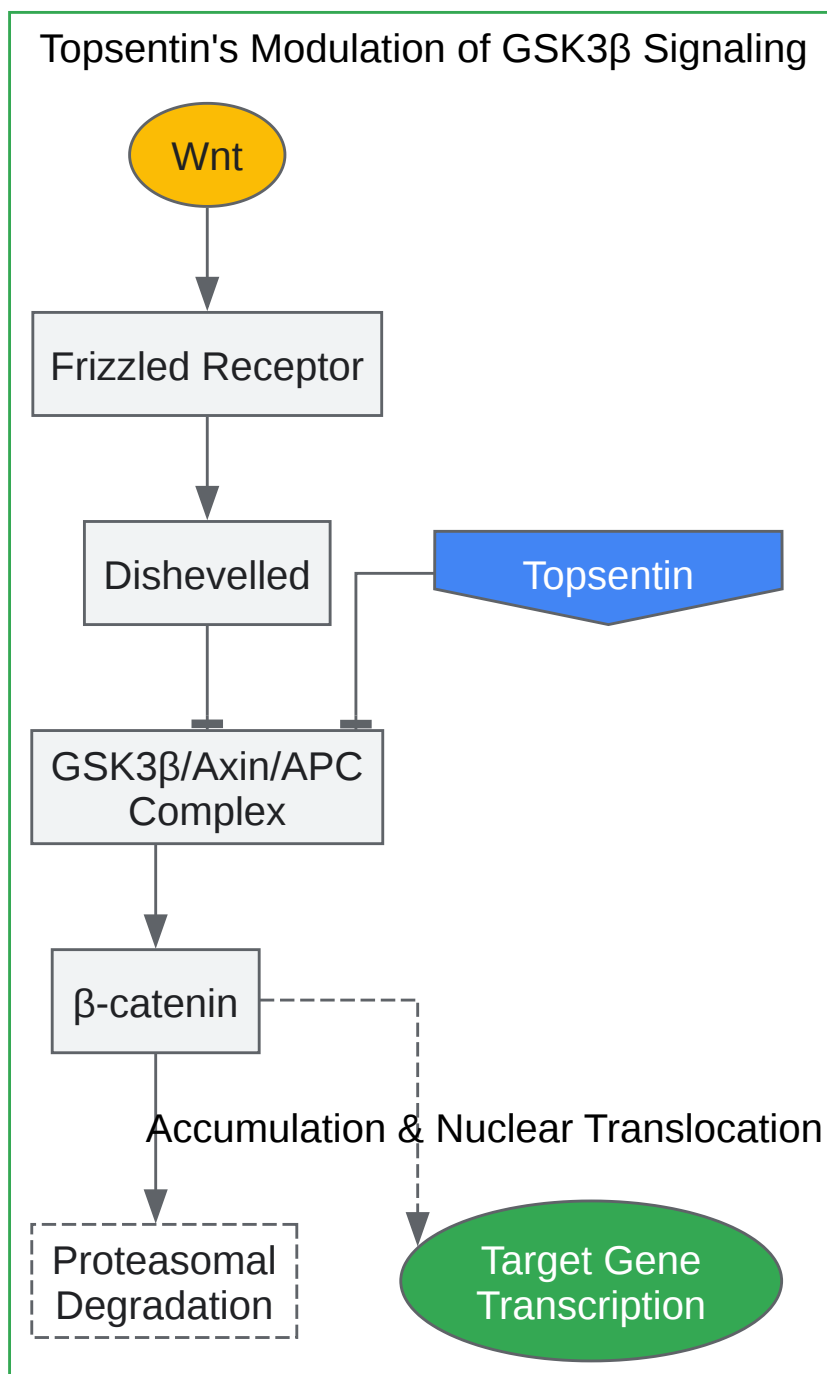 Topsentin's Modulation of GSK3β Signaling
Wnt
Frizzled Receptor
Dishevelled
Topsentin
GSK3β/Axin/APC
Complex
β-catenin
Accumulation & Nuclear Translocation
Proteasomal
Degradation
Target Gene
Transcription